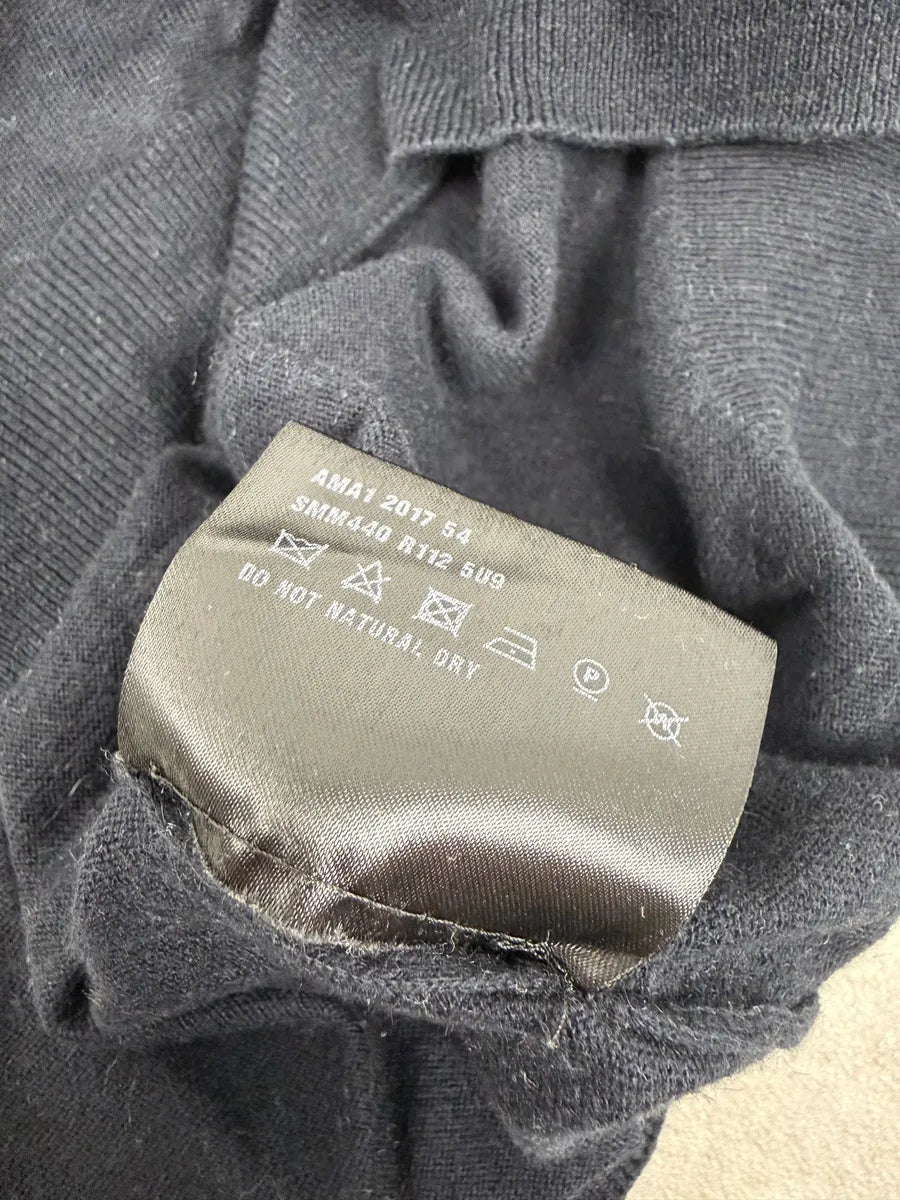 AMA1 2017 54
SMM440 R112 5U9
P W
DO NOT NATURAL DRY